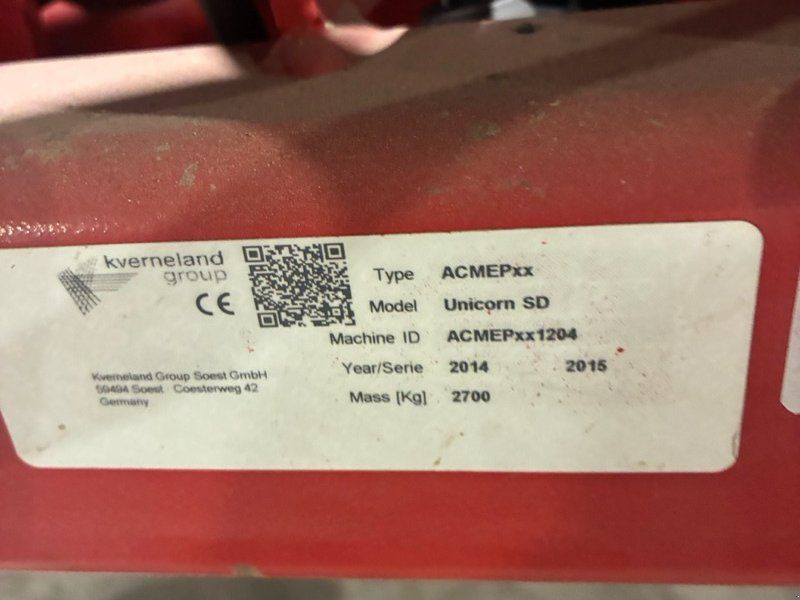 kverneland
group
CE
Type ACMEPxx
Model Unicorn SD
Machine ID ACMEPxx1204
Year/Serie 2014 2015
Mass [Kg] 2700
Kverneland Group Soest GmbH
59494 Soest Coesterweg 42
Germany